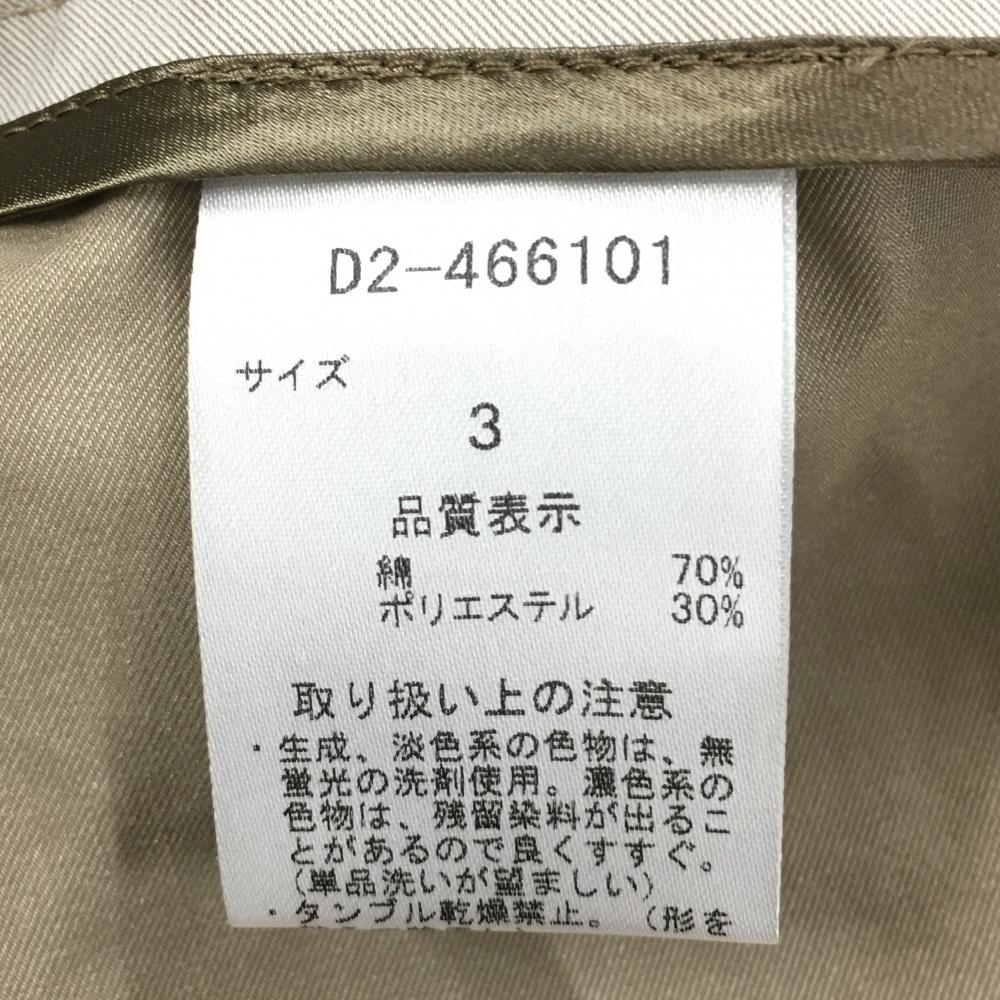 D2-466101
サイズ
3
品質表示
綿 70%
ポリエステル 30%
取り扱い上の注意
・生成、淡色系の色物は、無
蛍光の洗剤使用。濃色系の
色物は、残留染料が出るこ
とがあるので良くすすぐ。
(単品洗いが望ましい)
・タンブル乾燥禁止。(形を